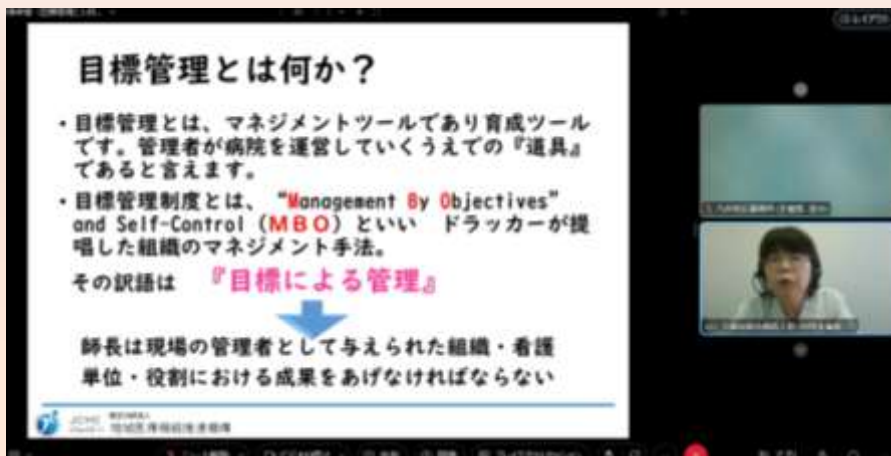 目標管理とは何か？
・目標管理とは、マネジメントツールであり育成ツール
です。管理者が病院を運営していくうえでの『道具』
であると言えます。
・目標管理制度とは、“Management By Objectives”
and Self-Control（ＭＢＯ）といい　ドラッカーが提
唱した組織のマネジメント手法。
その訳語は　『目標による管理』
師長は現場の管理者として与えられた組織・看護
単位・役割における成果をあげなければならない
JCHO
地域医療機能推進機構